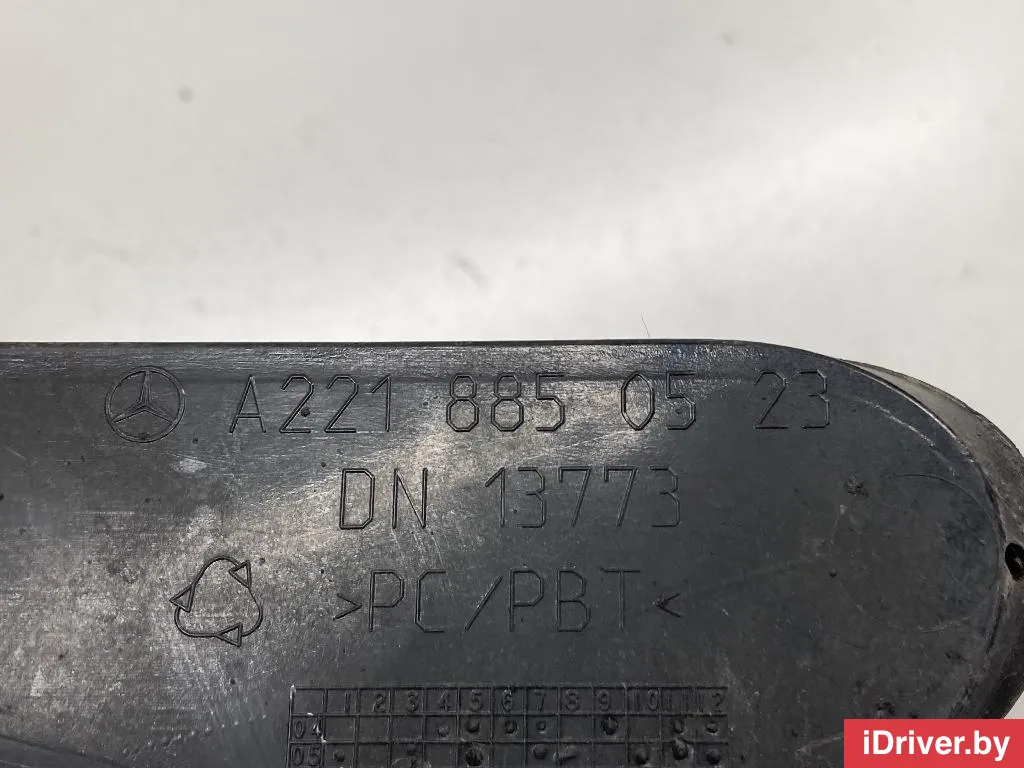 A221 885 05 23
DN 13773
>PC/PBT<
1 2 3 4 5 6 7 8 9 10 11 12
04
05
iDriver.by